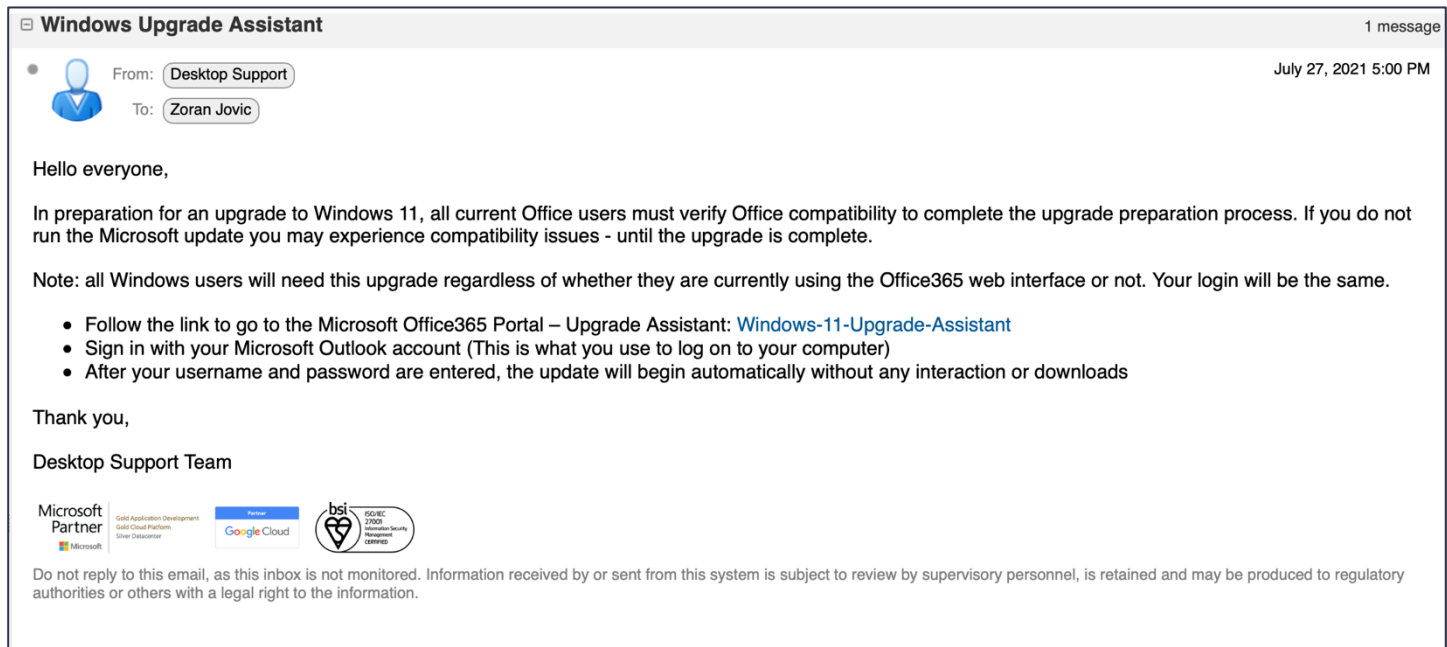 Windows Upgrade Assistant
1 message
From: Desktop Support
July 27, 2021 5:00 PM
To: Zoran Jovic
Hello everyone,
In preparation for an upgrade to Windows 11, all current Office users must verify Office compatibility to complete the upgrade preparation process. If you do not
run the Microsoft update you may experience compatibility issues - until the upgrade is complete.
Note: all Windows users will need this upgrade regardless of whether they are currently using the Office365 web interface or not. Your login will be the same.
• Follow the link to go to the Microsoft Office365 Portal – Upgrade Assistant: Windows-11-Upgrade-Assistant
• Sign in with your Microsoft Outlook account (This is what you use to log on to your computer)
• After your username and password are entered, the update will begin automatically without any interaction or downloads
Thank you,
Desktop Support Team
Microsoft
Partner
Microsoft
Gold Application Development
Gold Cloud Platform
Silver Datacenter
Partner
Google Cloud
bsi
ISO/IEC
27001
Information Security
Management
CERTIFIED
Do not reply to this email, as this inbox is not monitored. Information received by or sent from this system is subject to review by supervisory personnel, is retained and may be produced to regulatory
authorities or others with a legal right to the information.